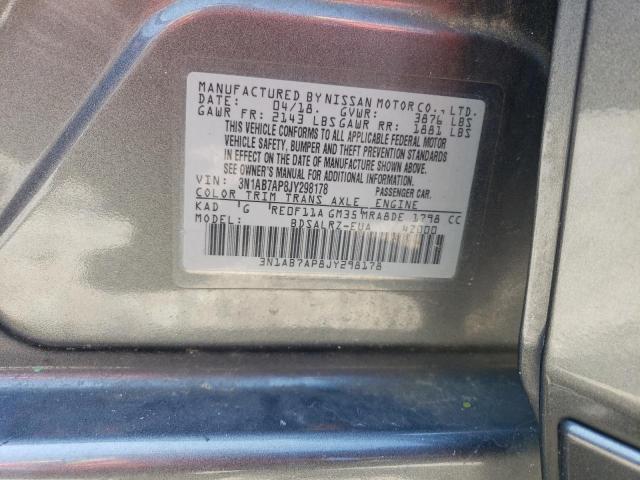 MANUFACTURED BY NISSAN MOTOR CO., LTD.
DATE: 04/18. GVWR: 3876 LBS
GAWR FR: 2143 LBS GAWR RR: 1881 LBS
THIS VEHICLE CONFORMS TO ALL APPLICABLE FEDERAL MOTOR
VEHICLE SAFETY, BUMPER AND THEFT PREVENTION STANDARDS
IN EFFECT ON THE DATE OF MANUFACTURE SHOWN ABOVE.
SEE OWNER'S MANUAL FOR ADDITIONAL INFORMATION.
VIN: 3N1AB7AP8JY298178 PASSENGER CAR.
COLOR TRIM TRANS AXLE ENGINE
KAD G RE0F11A GM35 MRA8DE 1798 CC
MODEL: BDSALRZ-EUA 4Z000
3N1AB7AP8JY298178